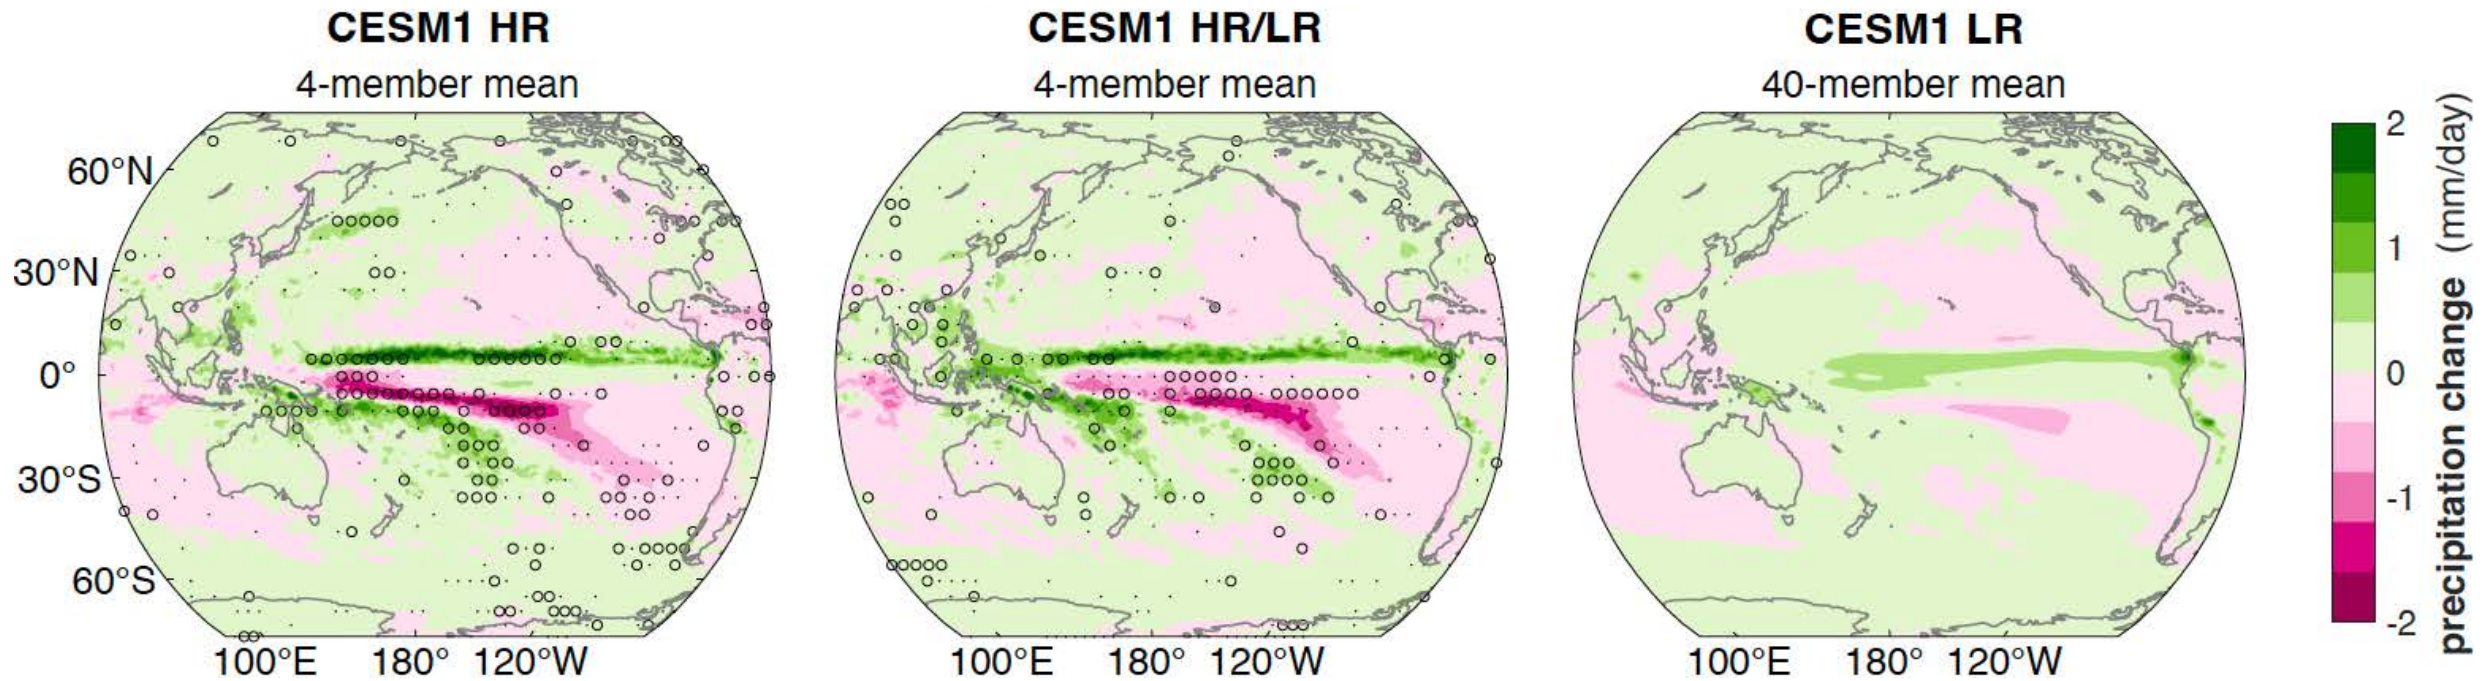 CESM1 HR
4-member mean
CESM1 HR/LR
4-member mean
CESM1 LR
40-member mean
60°N
30°N
0°
30°S
60°S
100°E 180° 120°W
100°E 180° 120°W
100°E 180° 120°W
2
1
0
-1
-2
precipitation change (mm/day)